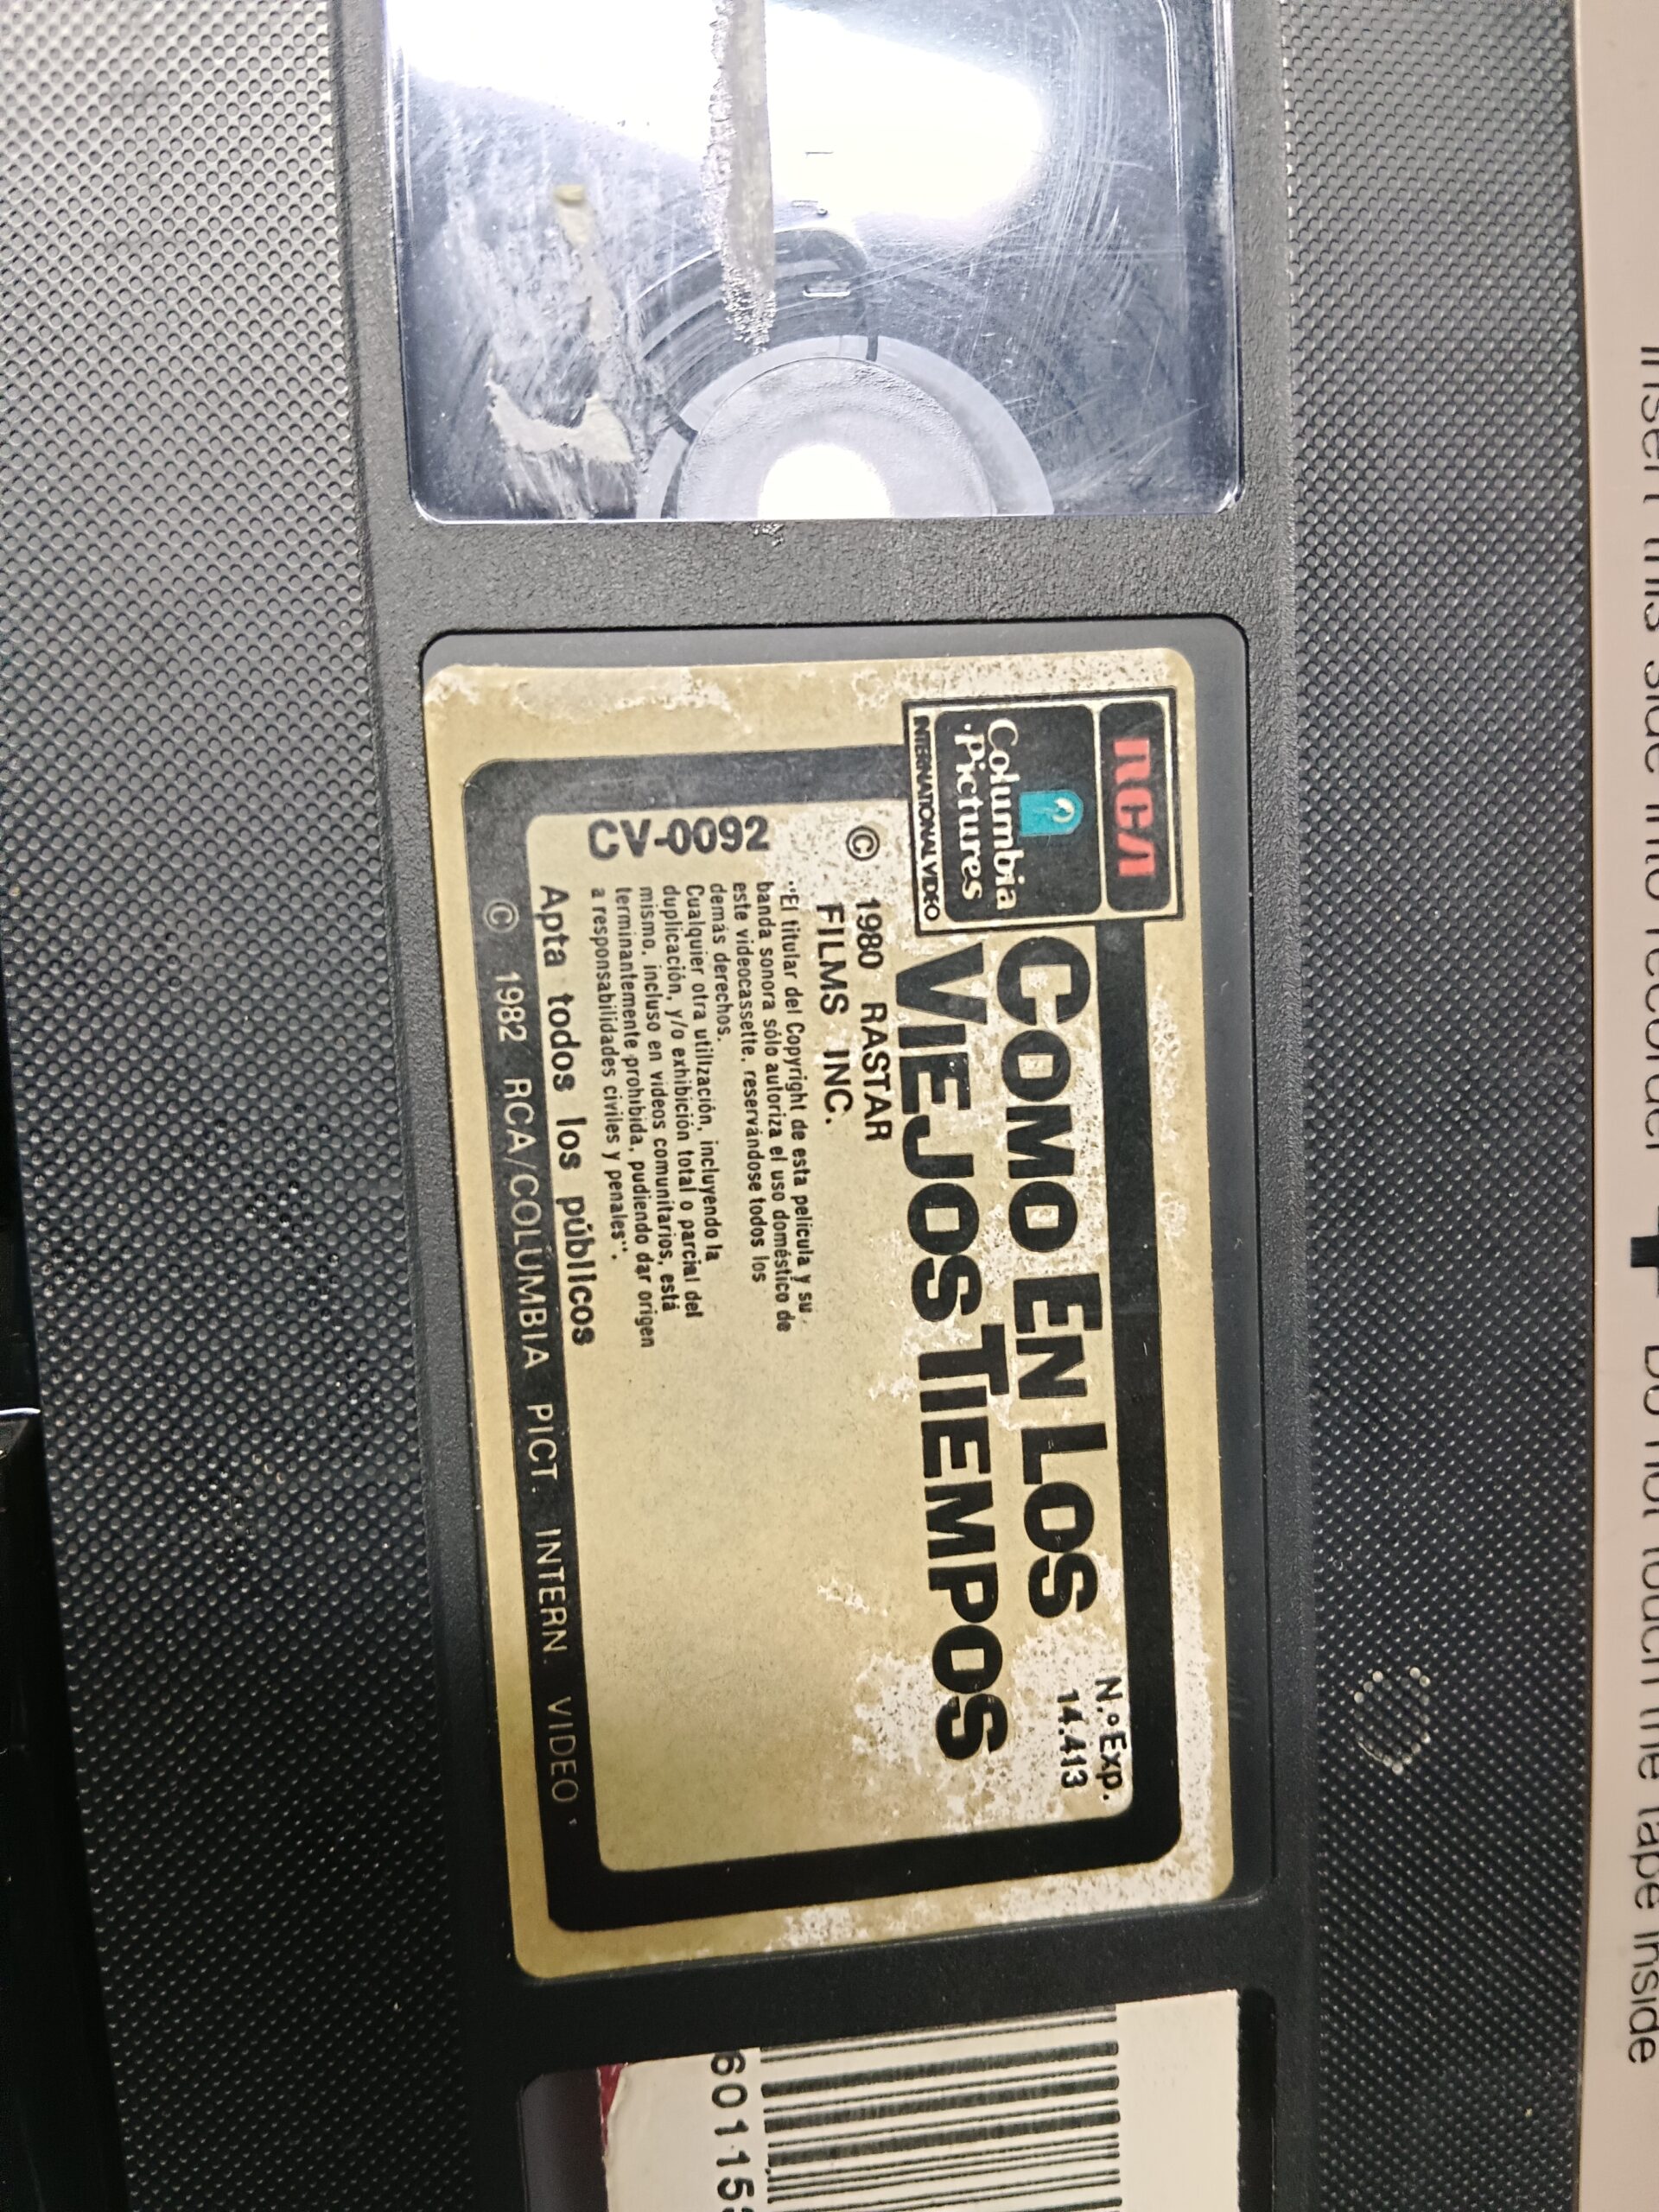 Insert this side into recorder
Do not touch the tape inside
RCA
Columbia
Pictures
INTERNATIONAL VIDEO
COMO EN LOS
VIEJOS TIEMPOS
N.º Exp.
14.413
© 1980 RASTAR
FILMS INC.
CV-0092
"El titular del Copyright de esta película y su
banda sonora sólo autoriza el uso doméstico de
este videocassette, reservándose todos los
demás derechos.
Cualquier otra utilización, incluyendo la
duplicación, y/o exhibición total o parcial del
mismo, incluso en videos comunitarios, está
terminantemente prohibida, pudiendo dar origen
a responsabilidades civiles y penales".
Apta todos los públicos
© 1982 RCA/COLUMBIA PICT. INTERN. VIDEO
601115